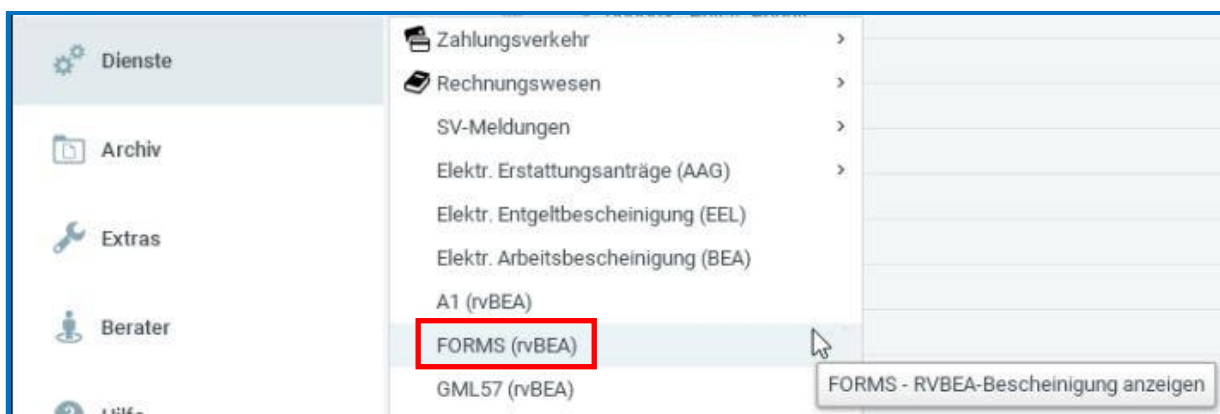 Dienste
Archiv
Extras
Berater
Zahlungsverkehr
Rechnungswesen
SV-Meldungen
Elektr. Erstattungsanträge (AAG)
Elektr. Entgeltbescheinigung (EEL)
Elektr. Arbeitsbescheinigung (BEA)
A1 (rvBEA)
FORMS (rvBEA)
GML57 (rvBEA)
FORMS - RVBEA-Bescheinigung anzeigen